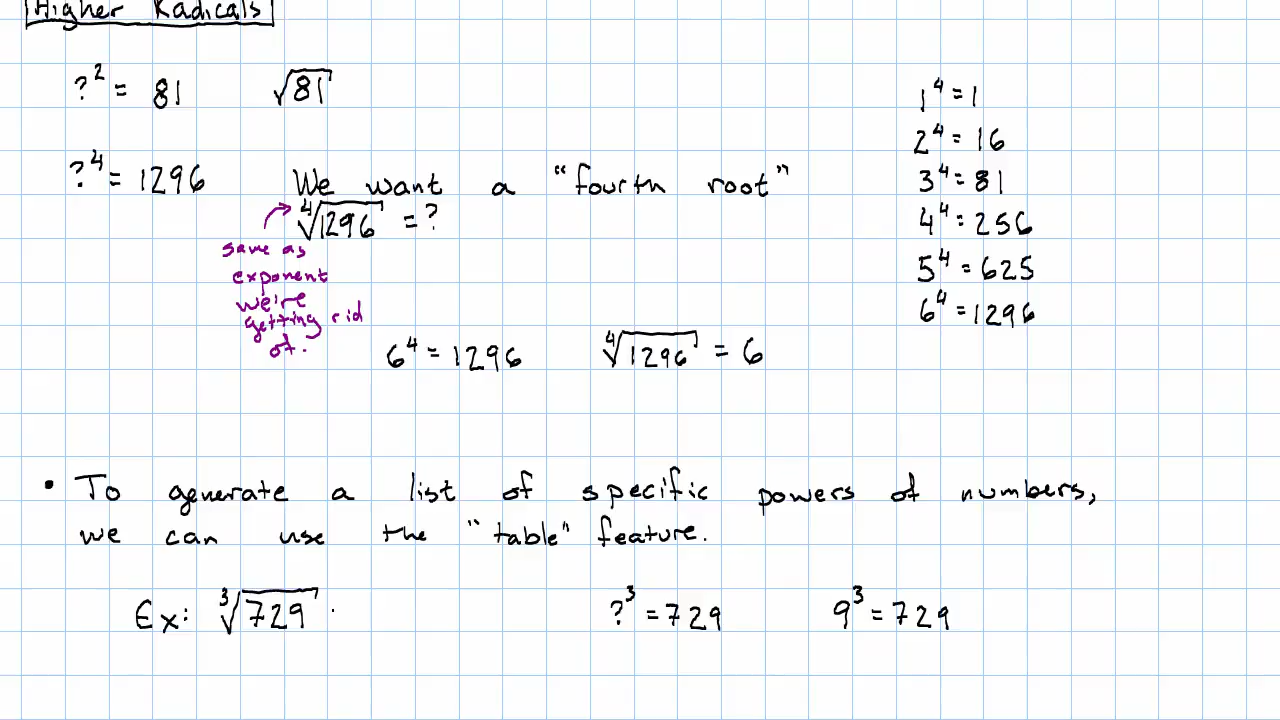 Higher Radicals
?² = 81 √81
1⁴ = 1
2⁴ = 16
3⁴ = 81
4⁴ = 256
5⁴ = 625
6⁴ = 1296
?⁴ = 1296 We want a "fourth root"
⁴√1296 = ?
same as
exponent
we're
getting rid
of.
6⁴ = 1296 ⁴√1296 = 6
• To generate a list of specific powers of numbers,
we can use the "table" feature.
Ex: ³√729 ?³ = 729 9³ = 729